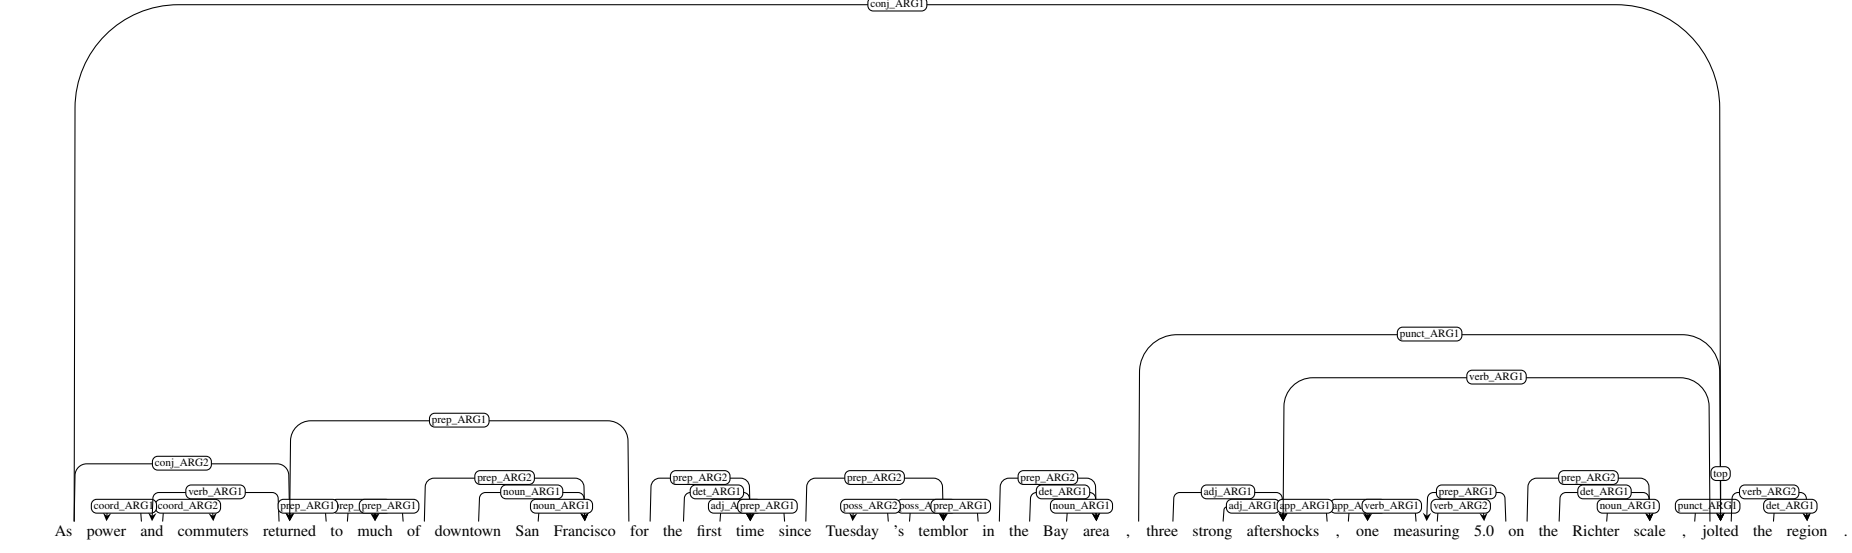 conj_ARG1
punct_ARG1
verb_ARG1
prep_ARG1
conj_ARG2 top
prep_ARG2 prep_ARG2 prep_ARG2 prep_ARG2 prep_ARG2
verb_ARG1 noun_ARG1 det_ARG1 det_ARG1 adj_ARG1 prep_ARG1 det_ARG1 verb_ARG2
coord_ARG1 coord_ARG2 prep_ARG1 prep_ARG1 noun_ARG1 prep_ARG1 poss_ARG2 prep_ARG1 noun_ARG1 adj_ARG1 app_ARG1 verb_ARG1 verb_ARG2 noun_ARG1 punct_ARG1 det_ARG1
As power and commuters returned to much of downtown San Francisco for the first time since Tuesday 's temblor in the Bay area , three strong aftershocks , one measuring 5.0 on the Richter scale , jolted the region .